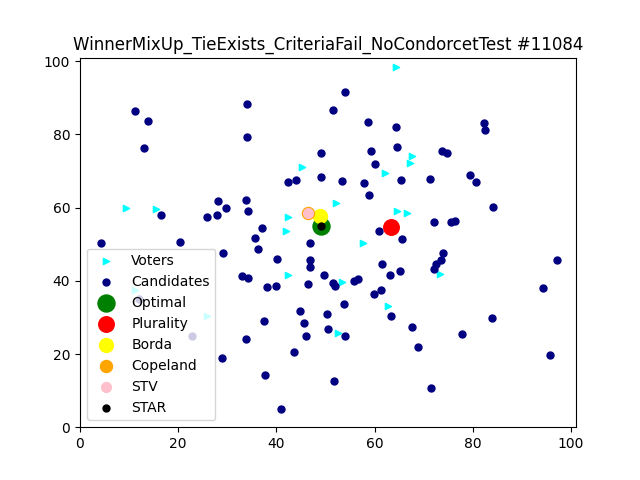 WinnerMixUp_TieExists_CriteriaFail_NoCondorcetTest #11084
100
80
60
40
20
0
0 20 40 60 80 100
Voters
Candidates
Optimal
Plurality
Borda
Copeland
STV
STAR